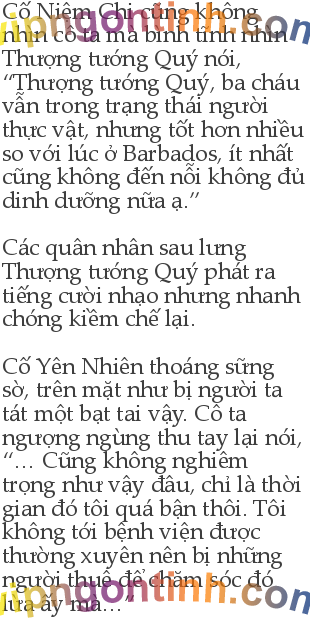 Cố Niệm Chi cũng không
nhìn cô ta mà bình tĩnh nhìn
Thượng tướng Quý nói,
“Thượng tướng Quý, ba cháu
vẫn trong trạng thái người
thực vật, nhưng tốt hơn nhiều
so với lúc ở Barbados, ít nhất
cũng không đến nỗi không đủ
dinh dưỡng nữa ạ.”
Các quân nhân sau lưng
Thượng tướng Quý phát ra
tiếng cười nhạo nhưng nhanh
chóng kiềm chế lại.
Cố Yên Nhiên thoáng sững
sờ, trên mặt như bị người ta
tát một bạt tai vậy. Cô ta
ngượng ngùng thu tay lại nói,
“... Cũng không nghiêm
trọng như vậy đâu, chỉ là thời
gian đó tôi quá bận thôi. Tôi
không tới bệnh viện được
thường xuyên nên bị những
người thuê để chăm sóc đó
lừa ấy mà...”
vipngontinh.com
vipngontinh.com